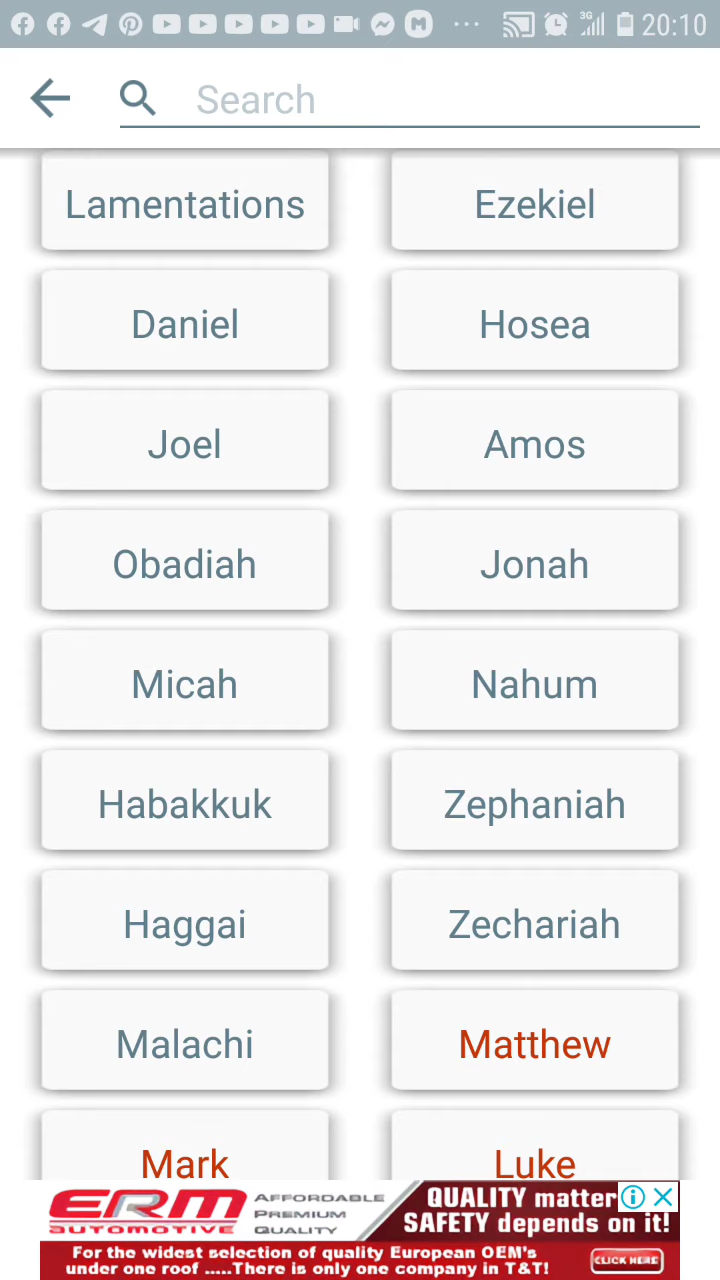 3G 20:10
Search
Lamentations Ezekiel
Daniel Hosea
Joel Amos
Obadiah Jonah
Micah Nahum
Habakkuk Zephaniah
Haggai Zechariah
Malachi Matthew
Mark Luke
ERM AUTOMOTIVE
AFFORDABLE
PREMIUM
QUALITY
QUALITY matter
SAFETY depends on it!
For the widest selection of quality European OEM's
under one roof .....There is only one company in T&T!
CLICK HERE